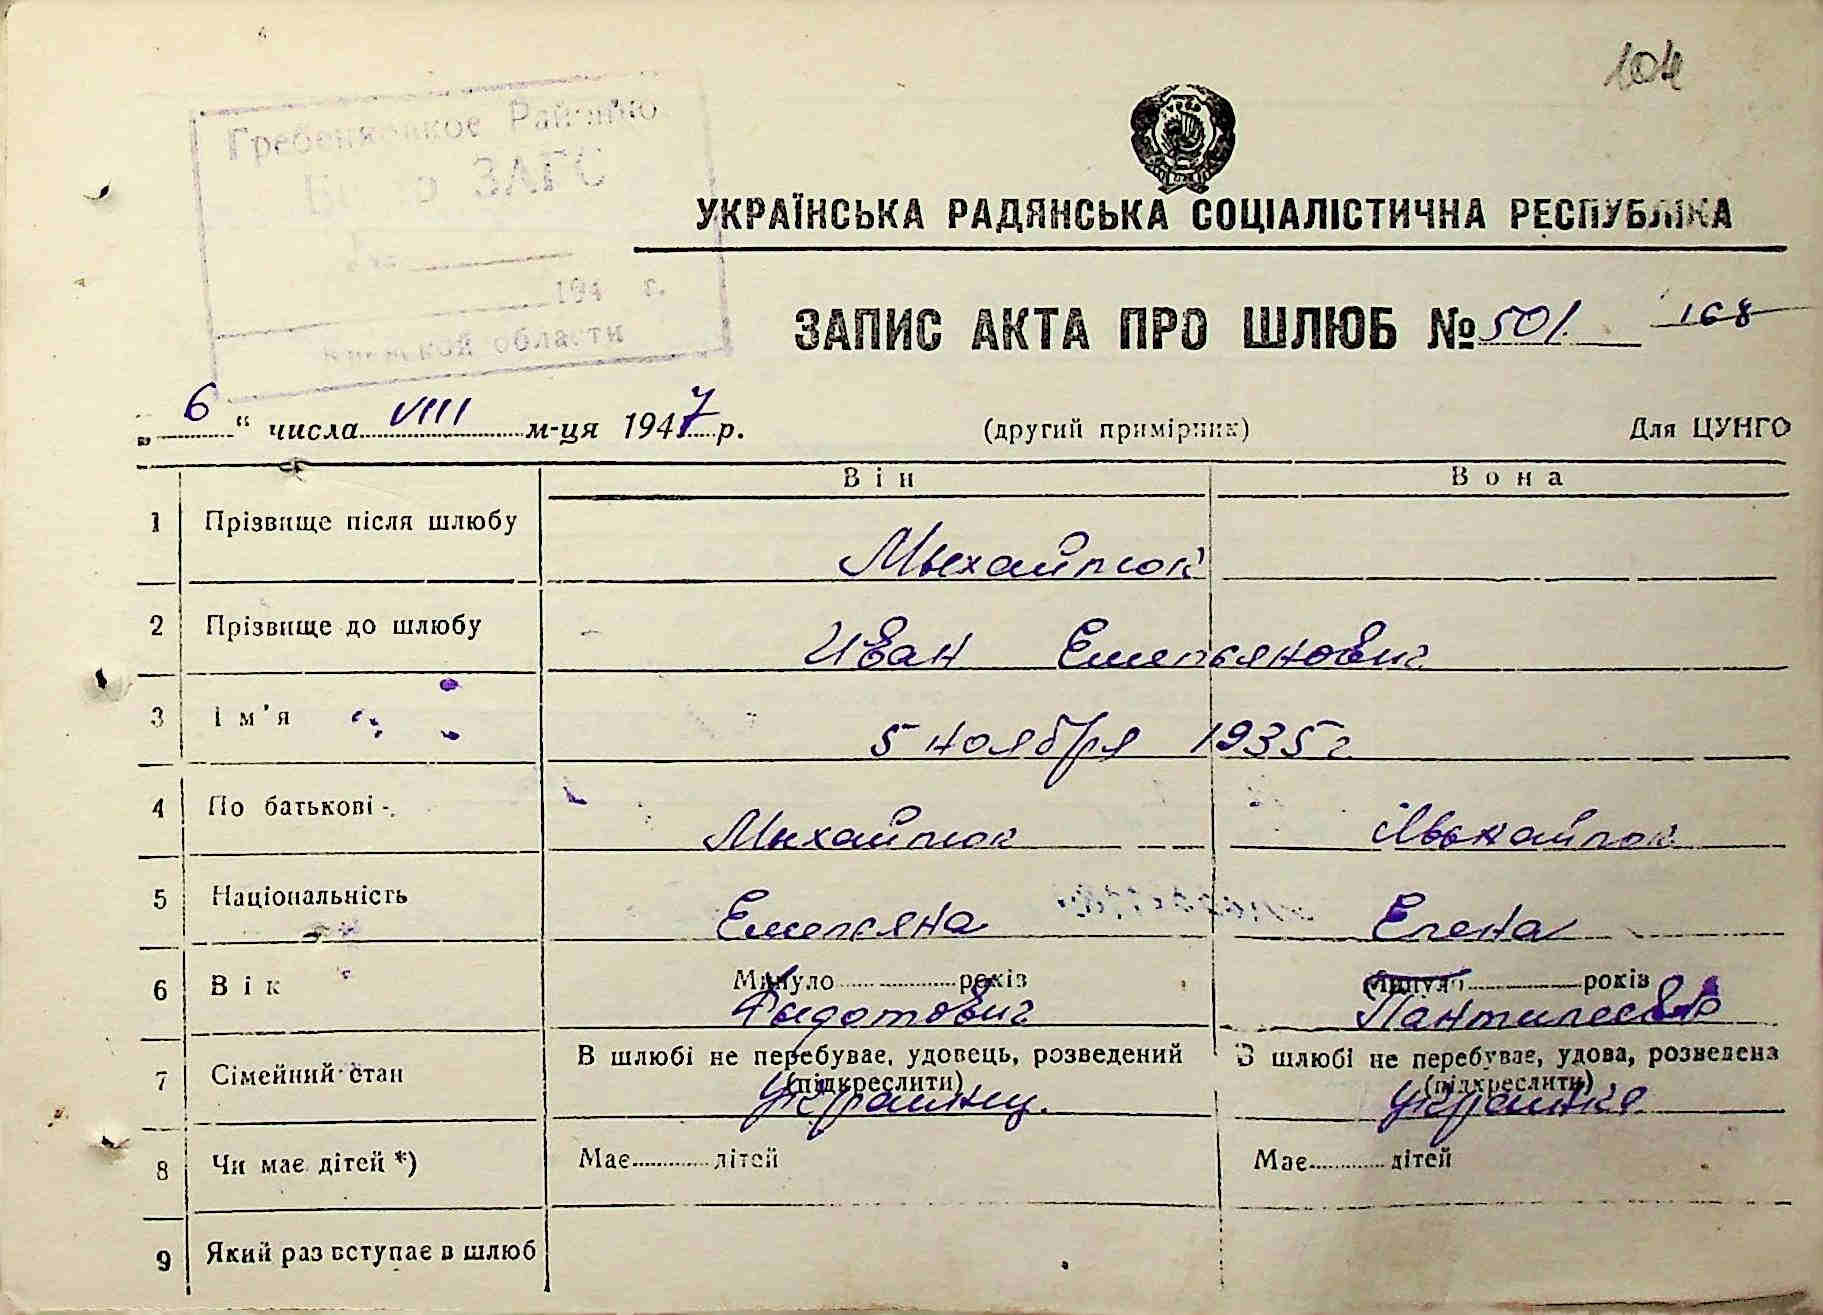 104
Гребенковское Районно
Бюро ЗАГС
194 г.
Киевской области
УКРАЇНСЬКА РАДЯНСЬКА СОЦІАЛІСТИЧНА РЕСПУБЛІКА
ЗАПИС АКТА ПРО ШЛЮБ № 501. 168
„ 6 “ числа VIII м-ця 1947 р. (другий примірник) Для ЦУНГО
Він Вона
1 Прізвище після шлюбу Михайлюк
2 Прізвище до шлюбу Иван Емельянович
3 Ім'я 5 ноября 1935 г
4 По батькові Михайлюк Михайлюк
5 Національність Емельяна Елена
6 Вік Минуло років Минуло років
Федотович Пантилеевна
7 Сімейний стан В шлюбі не перебуває, удовець, розведений В шлюбі не перебуває, удова, розведена
(підкреслити) (підкреслити)
Украинец. Украинка
8 Чи має дітей *) Має дітей Має дітей
9 Який раз вступає в шлюб